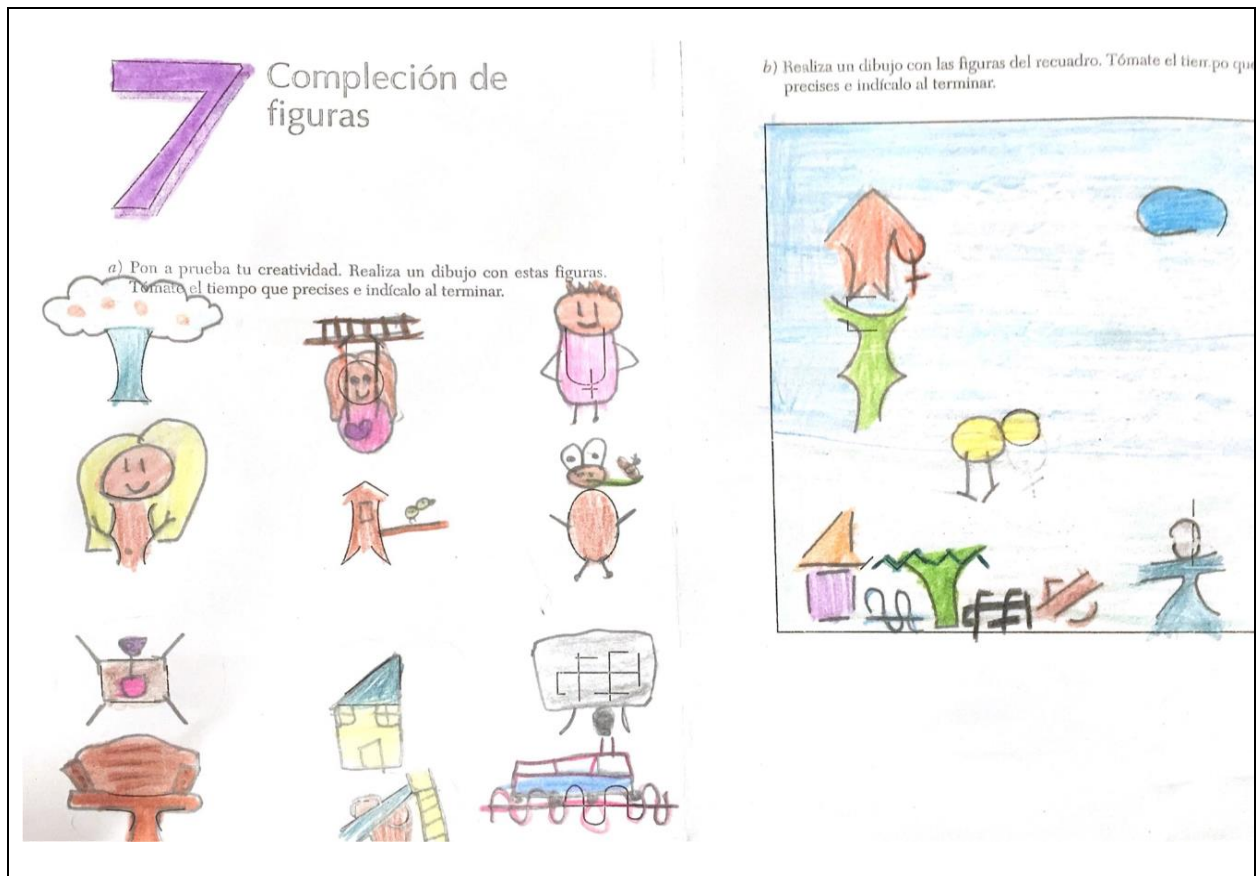 7
Compleción de
figuras
a) Pon a prueba tu creatividad. Realiza un dibujo con estas figuras.
Tómate el tiempo que precises e indícalo al terminar.
b) Realiza un dibujo con las figuras del recuadro. Tómate el tiempo que
precises e indícalo al terminar.